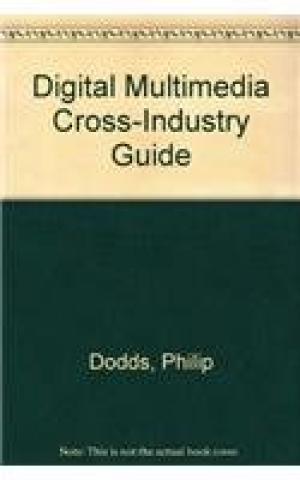 Digital Multimedia
Cross-Industry
Guide
Dodds, Philip
Note: This is not the actual book cover